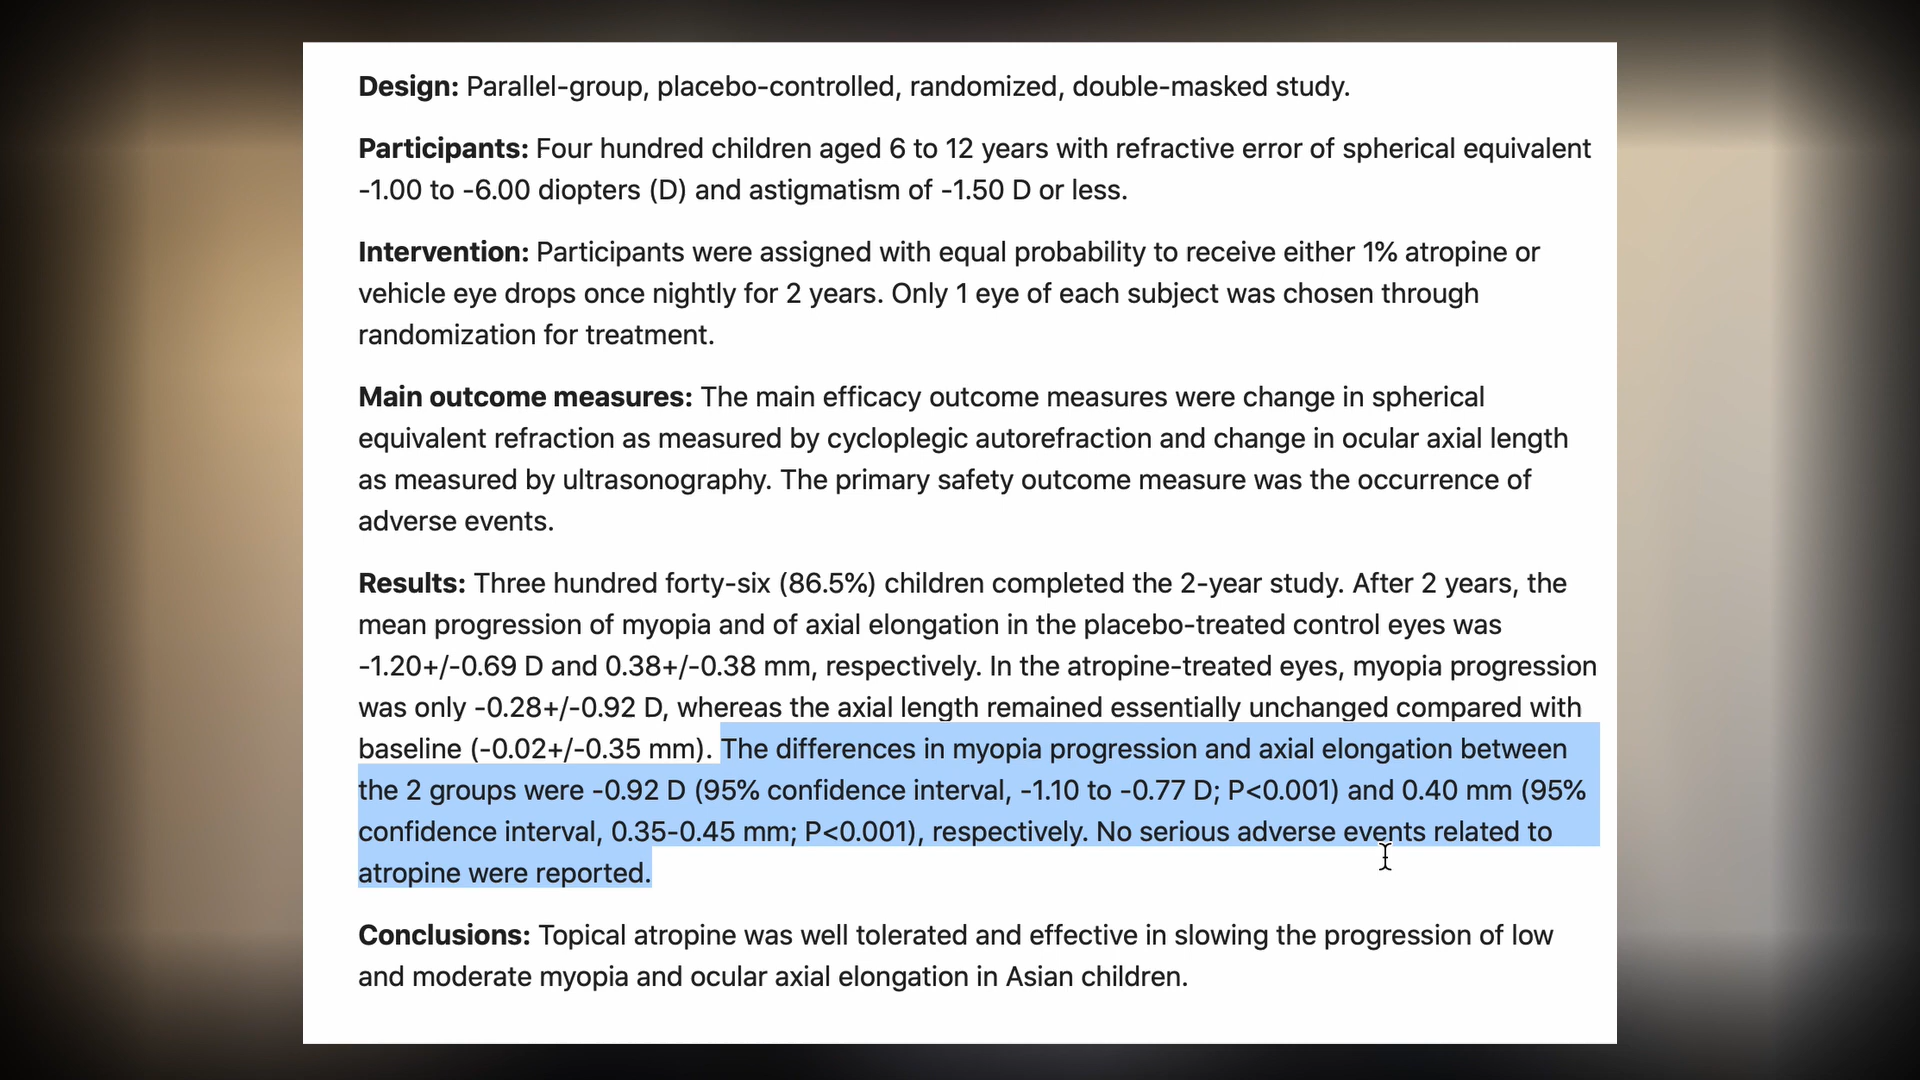 Design: Parallel-group, placebo-controlled, randomized, double-masked study.
Participants: Four hundred children aged 6 to 12 years with refractive error of spherical equivalent
-1.00 to -6.00 diopters (D) and astigmatism of -1.50 D or less.
Intervention: Participants were assigned with equal probability to receive either 1% atropine or
vehicle eye drops once nightly for 2 years. Only 1 eye of each subject was chosen through
randomization for treatment.
Main outcome measures: The main efficacy outcome measures were change in spherical
equivalent refraction as measured by cycloplegic autorefraction and change in ocular axial length
as measured by ultrasonography. The primary safety outcome measure was the occurrence of
adverse events.
Results: Three hundred forty-six (86.5%) children completed the 2-year study. After 2 years, the
mean progression of myopia and of axial elongation in the placebo-treated control eyes was
-1.20+/-0.69 D and 0.38+/-0.38 mm, respectively. In the atropine-treated eyes, myopia progression
was only -0.28+/-0.92 D, whereas the axial length remained essentially unchanged compared with
baseline (-0.02+/-0.35 mm). The differences in myopia progression and axial elongation between
the 2 groups were -0.92 D (95% confidence interval, -1.10 to -0.77 D; P<0.001) and 0.40 mm (95%
confidence interval, 0.35-0.45 mm; P<0.001), respectively. No serious adverse events related to
atropine were reported.
Conclusions: Topical atropine was well tolerated and effective in slowing the progression of low
and moderate myopia and ocular axial elongation in Asian children.